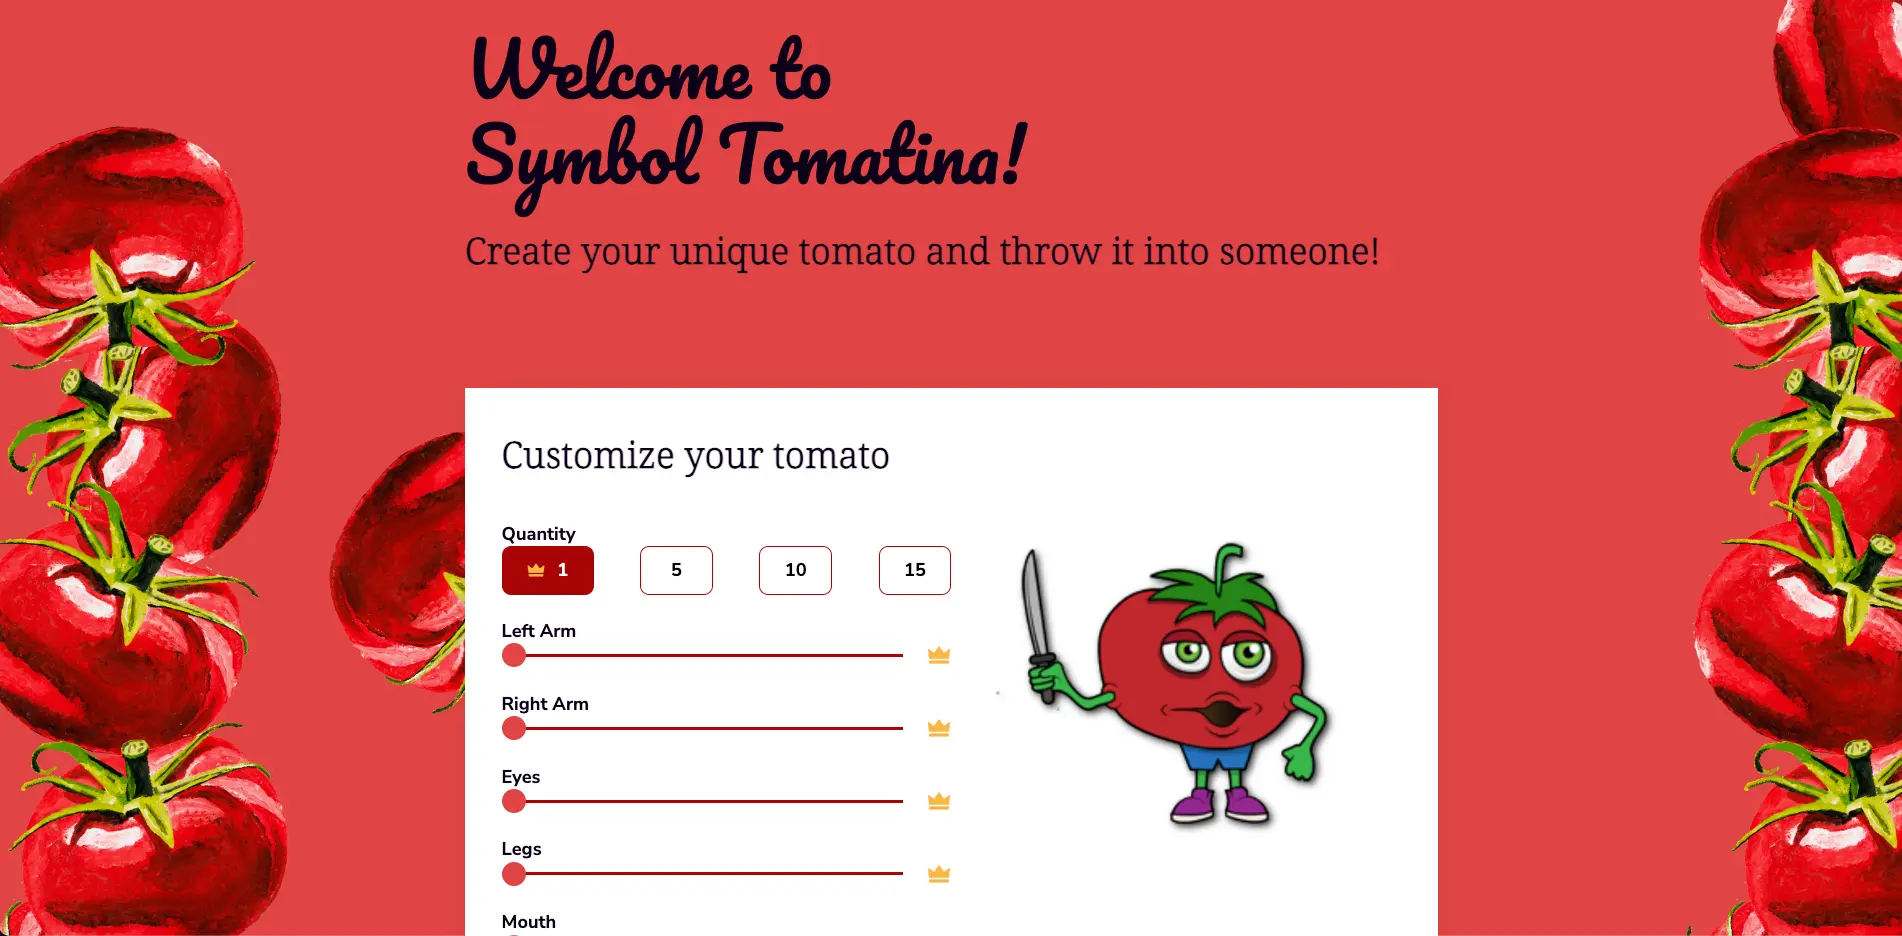 Welcome to
Symbol Tomatina!
Create your unique tomato and throw it into someone!
Customize your tomato
Quantity
1 5 10 15
Left Arm
Right Arm
Eyes
Legs
Mouth